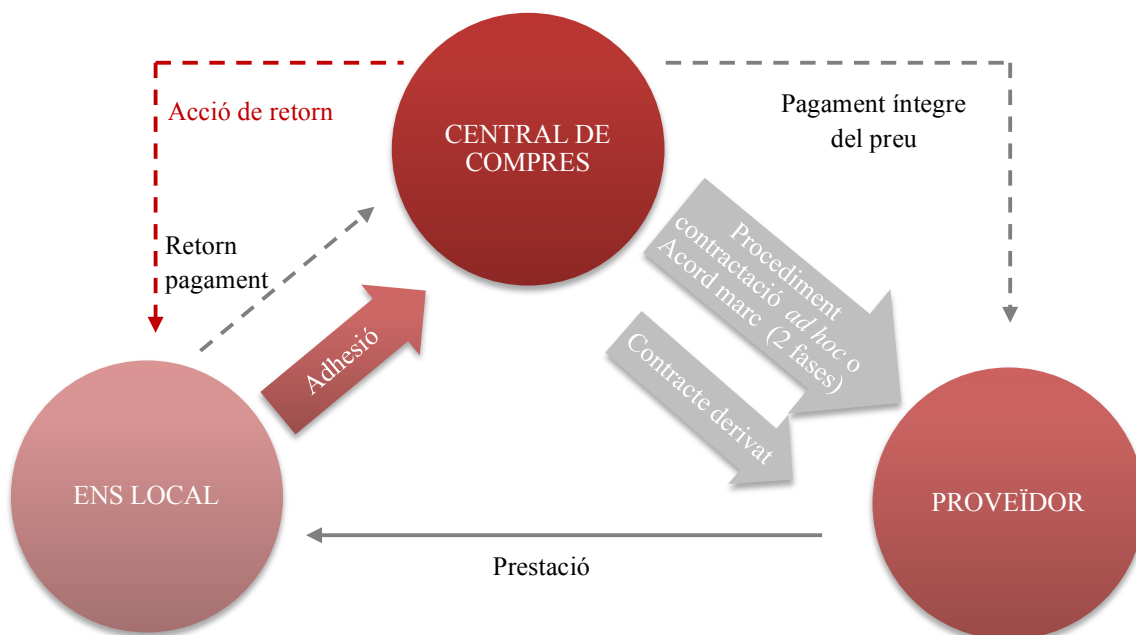 CENTRAL DE
COMPRES
Acció de retorn
Pagament íntegre
del preu
Retorn
pagament
Adhesió
Procediment
contractació ad hoc o
Acord marc (2 fases)
Contracte derivat
ENS LOCAL
PROVEÏDOR
Prestació